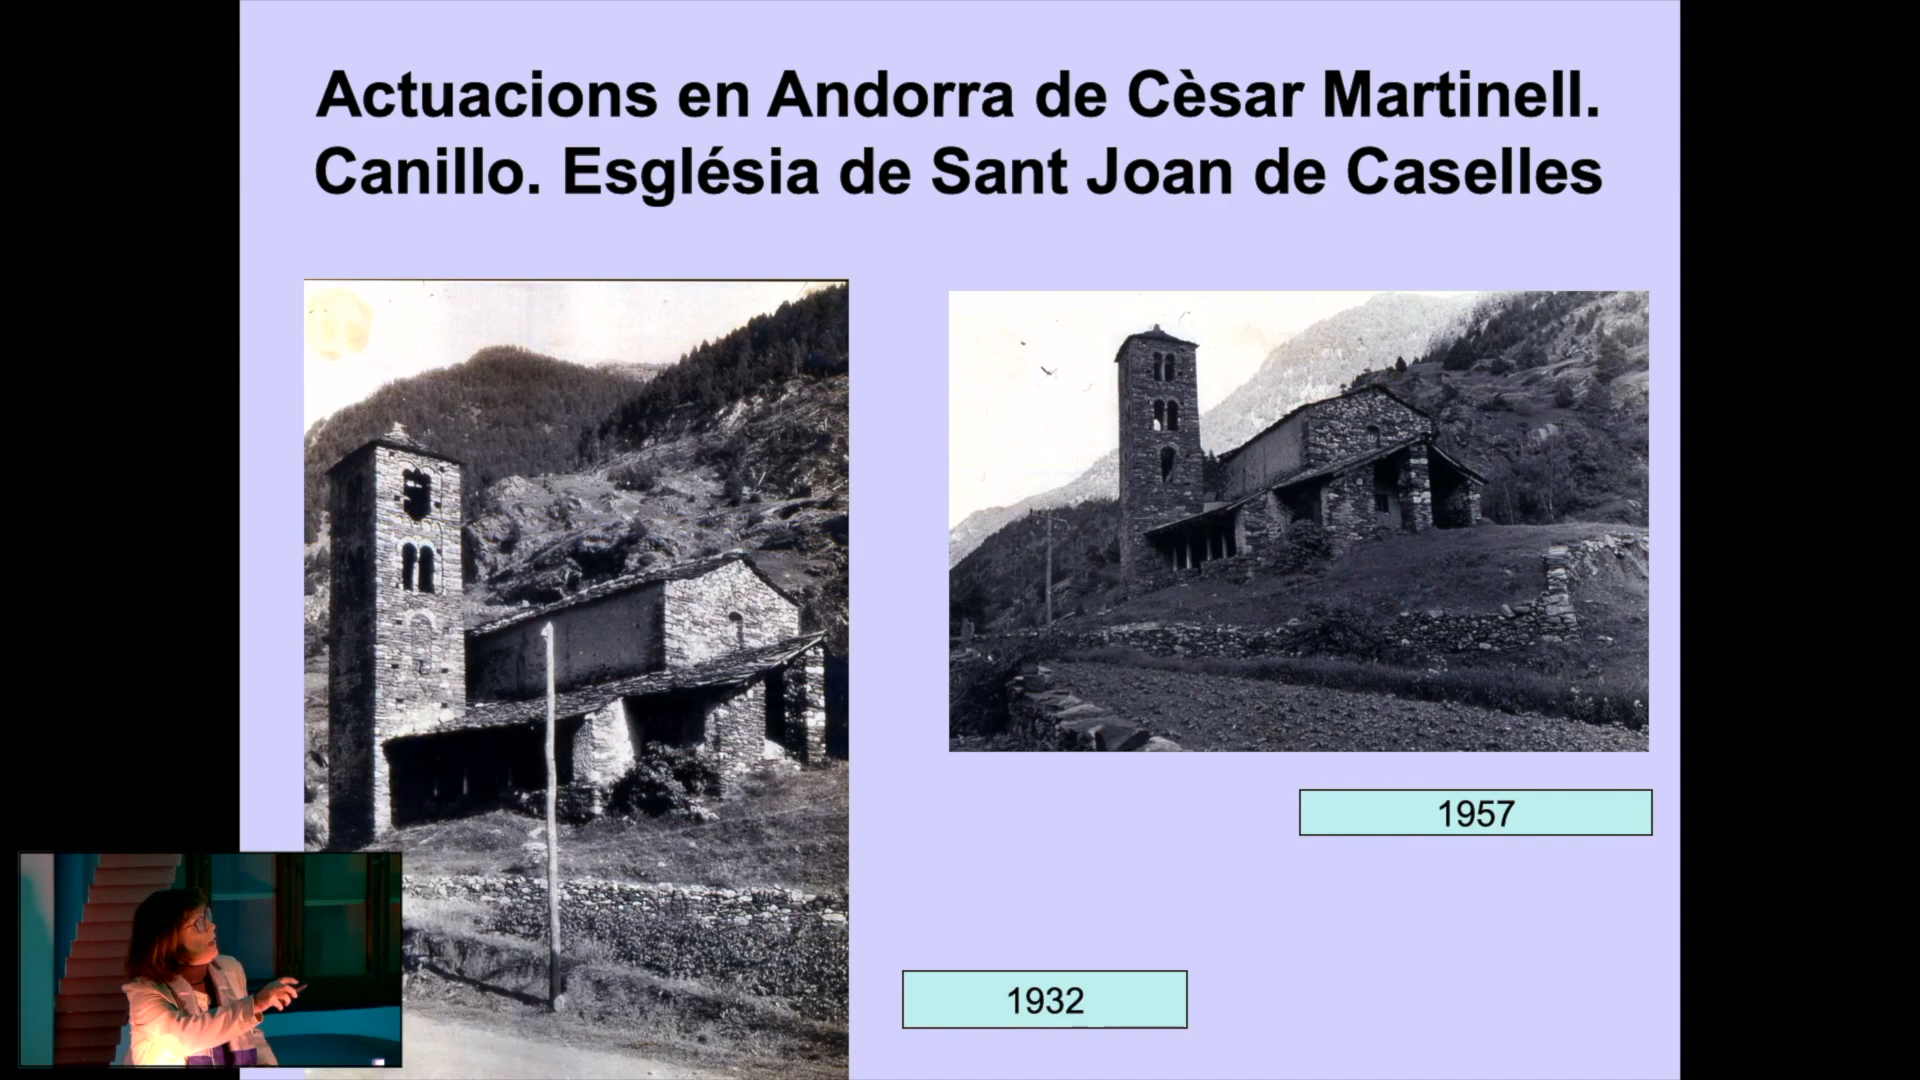 Actuacions en Andorra de Cèsar Martinell.
Canillo. Església de Sant Joan de Caselles
1957
1932